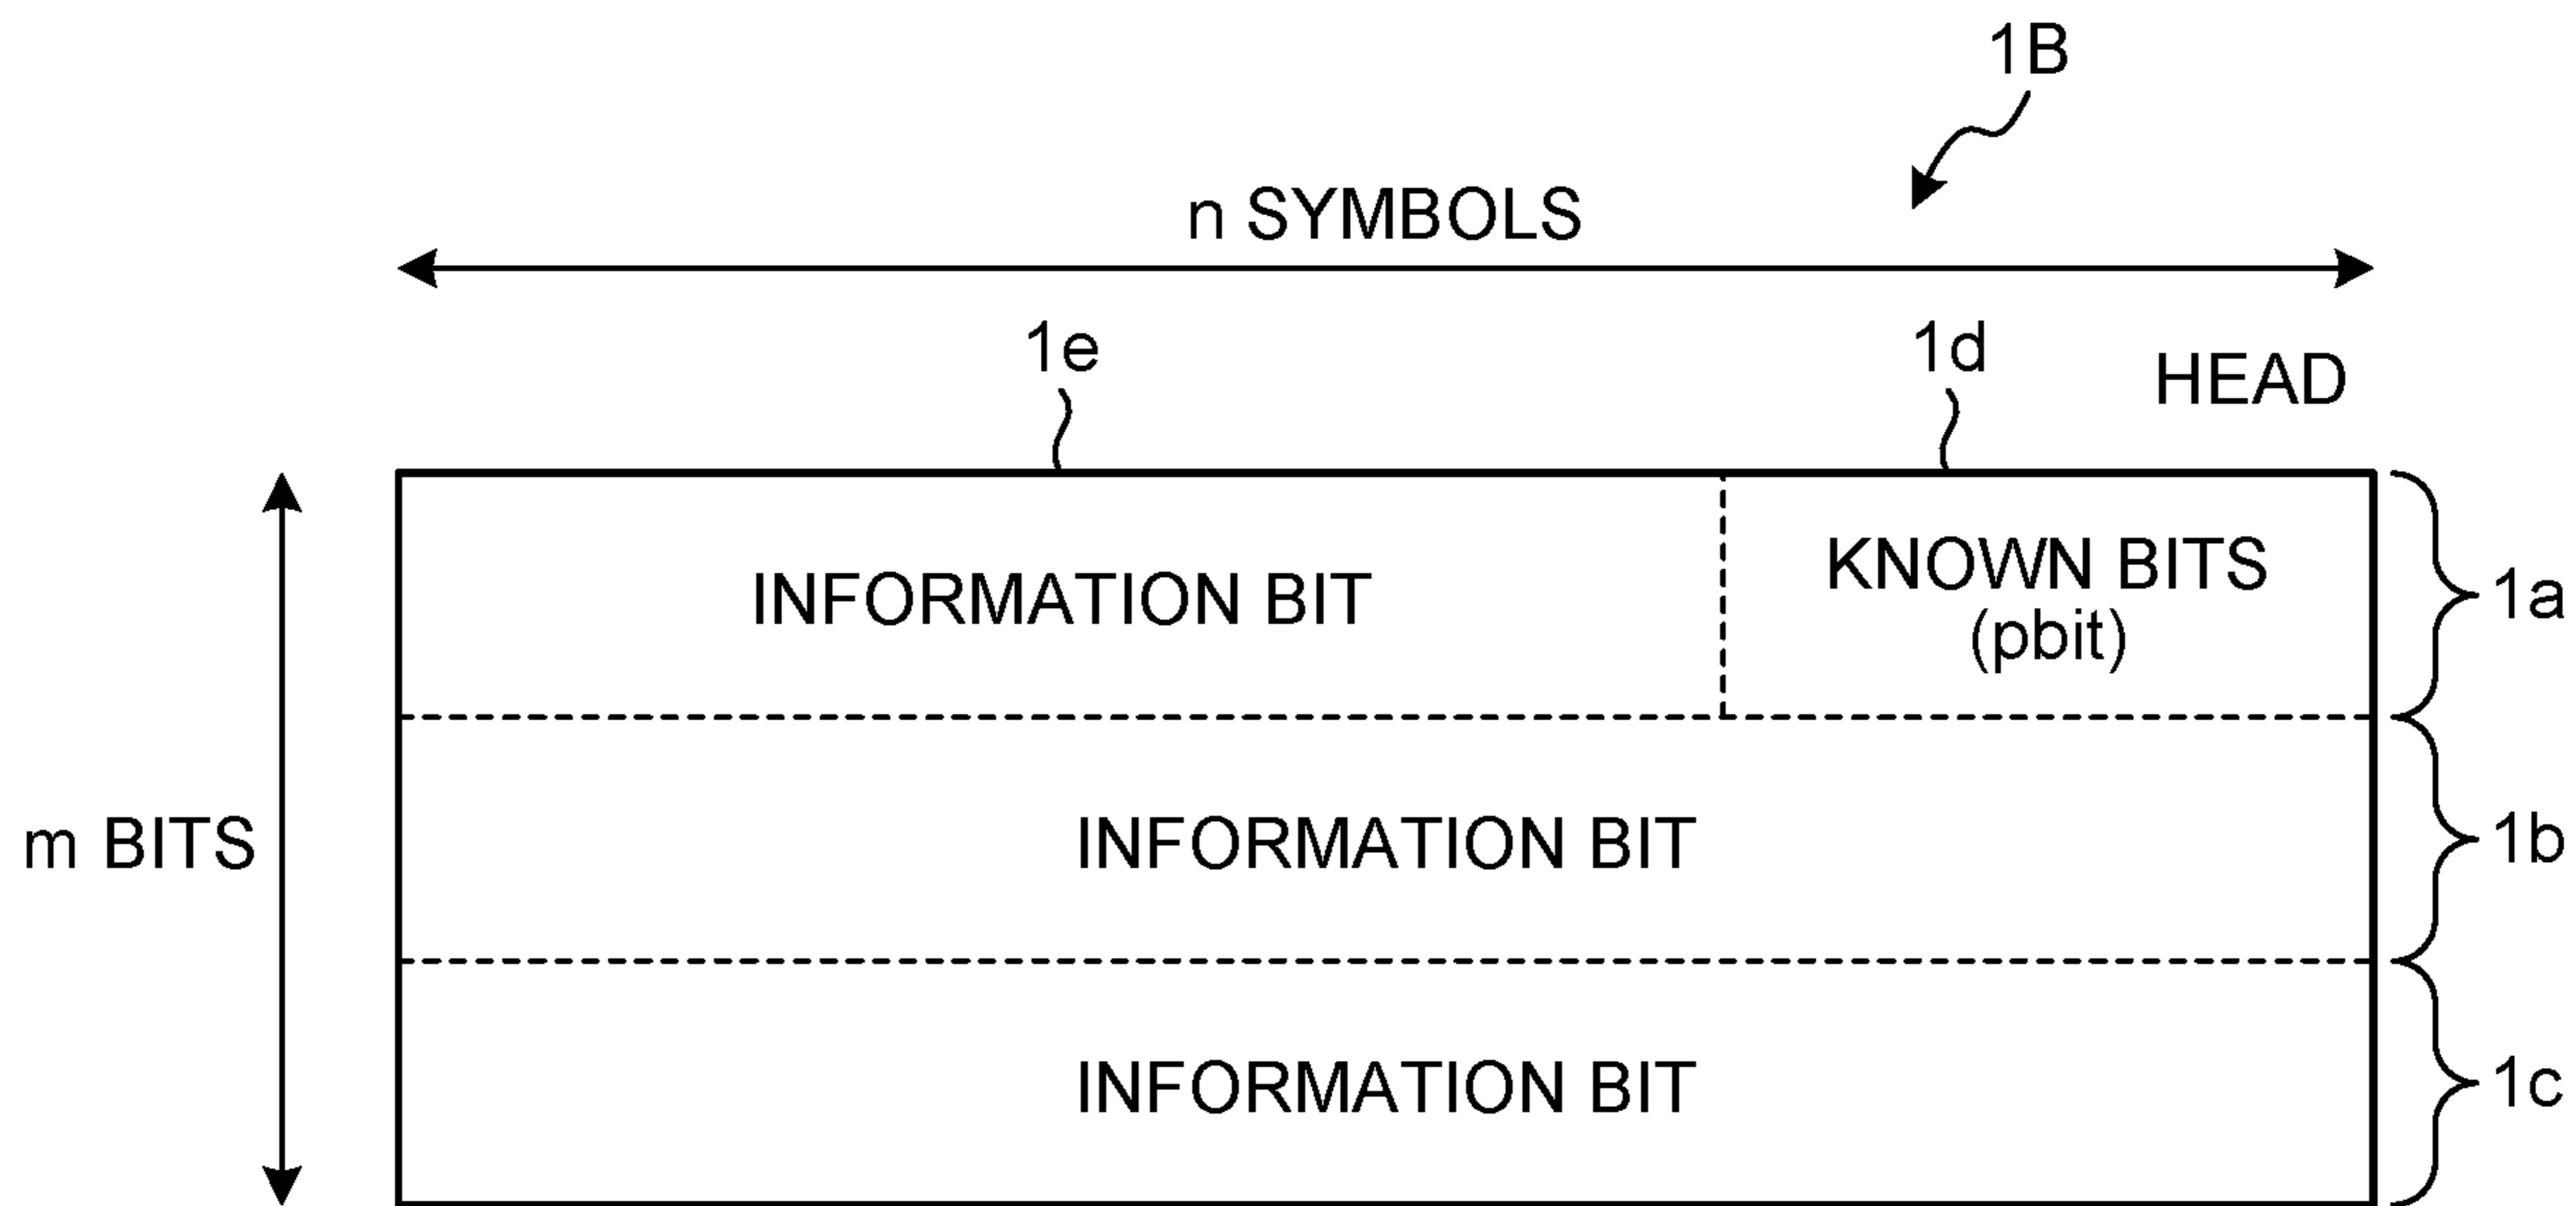 1B
n SYMBOLS
1e
1d
HEAD
INFORMATION BIT
KNOWN BITS
(pbit)
1a
m BITS
INFORMATION BIT
1b
INFORMATION BIT
1c